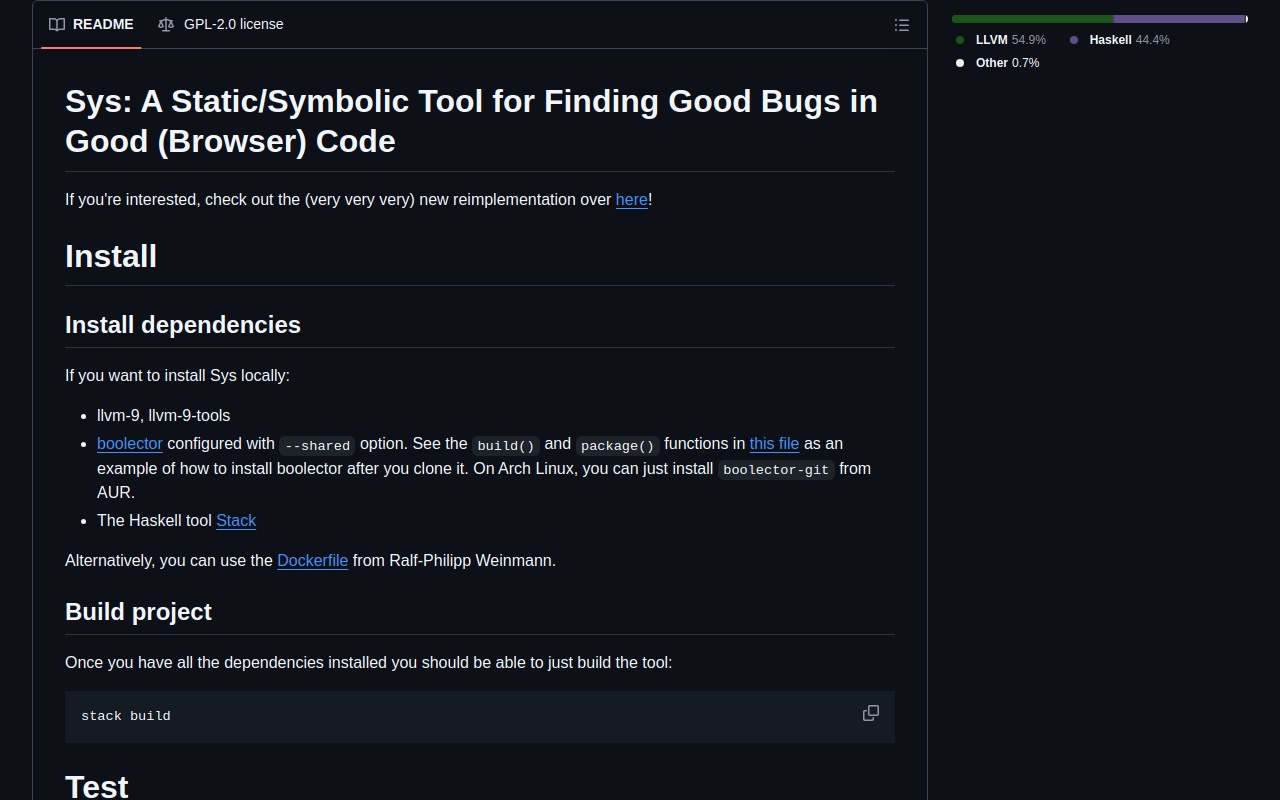 README
GPL-2.0 license
LLVM 54.9%
Haskell 44.4%
Other 0.7%
Sys: A Static/Symbolic Tool for Finding Good Bugs in
Good (Browser) Code
If you're interested, check out the (very very very) new reimplementation over here!
Install
Install dependencies
If you want to install Sys locally:
llvm-9, llvm-9-tools
boolector configured with --shared option. See the build() and package() functions in this file as an
example of how to install boolector after you clone it. On Arch Linux, you can just install boolector-git from
AUR.
The Haskell tool Stack
Alternatively, you can use the Dockerfile from Ralf-Philipp Weinmann.
Build project
Once you have all the dependencies installed you should be able to just build the tool:
stack build
Test